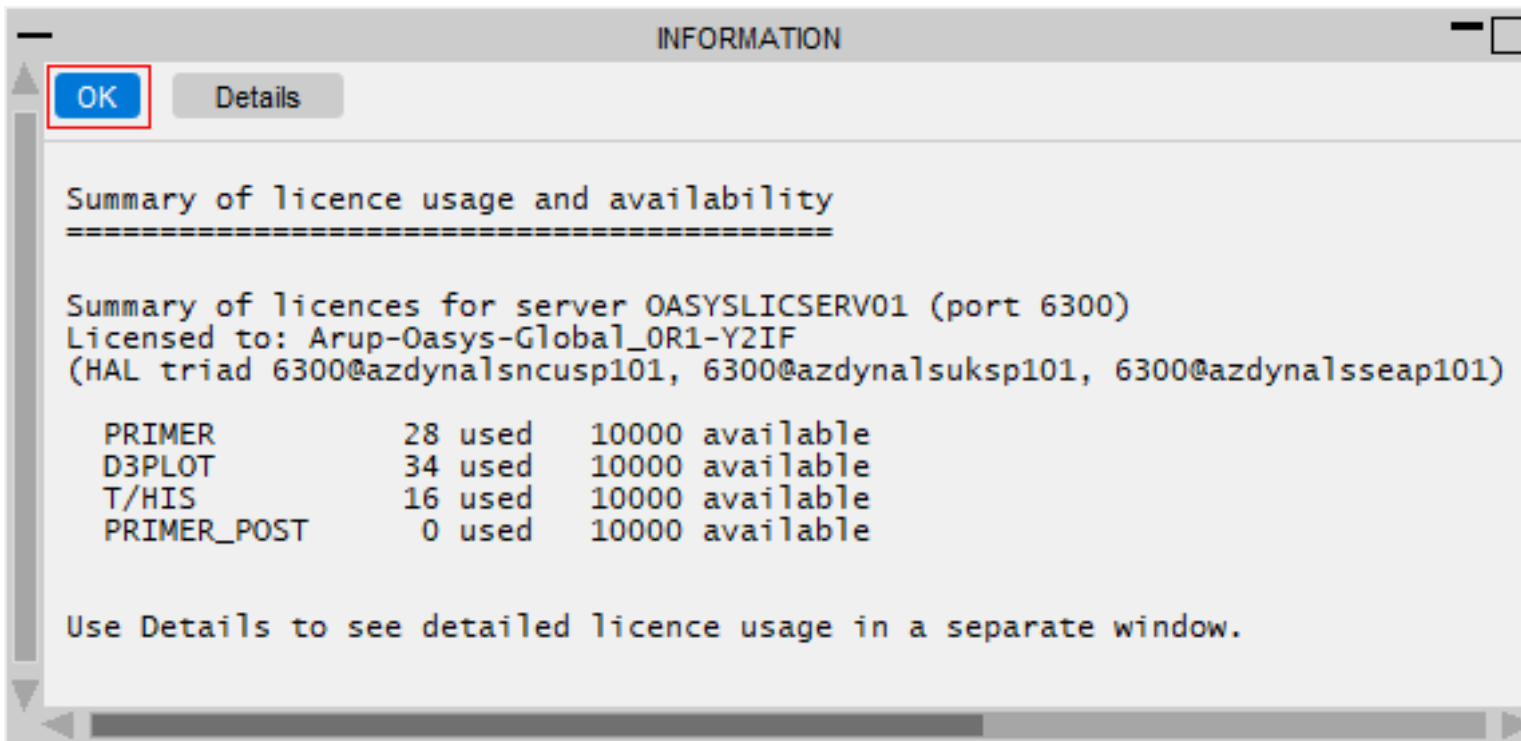 INFORMATION
OK Details
Summary of licence usage and availability
=========================================
Summary of licences for server OASYSLICSERV01 (port 6300)
Licensed to: Arup-Oasys-Global_OR1-Y2IF
(HAL triad 6300@azdynalsncusp101, 6300@azdynalsuksp101, 6300@azdynalsseap101)
PRIMER 28 used 10000 available
D3PLOT 34 used 10000 available
T/HIS 16 used 10000 available
PRIMER_POST 0 used 10000 available
Use Details to see detailed licence usage in a separate window.